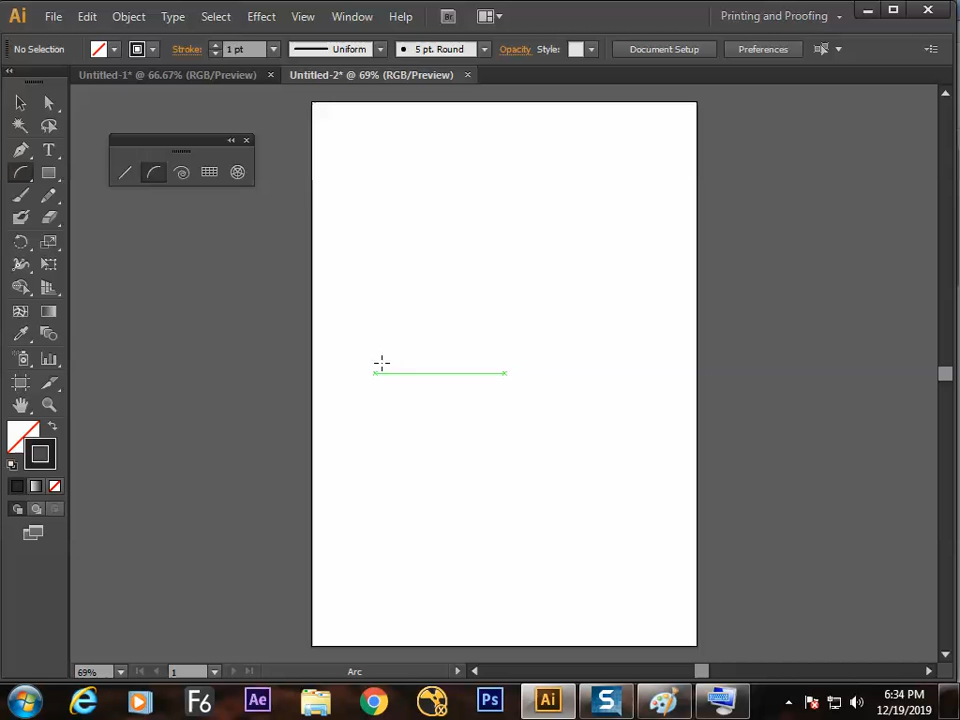 Ai File Edit Object Type Select Effect View Window Help Br Printing and Proofing
No Selection Stroke: 1 pt Uniform 5 pt. Round Opacity Style: Document Setup Preferences
Untitled-1* @ 66.67% (RGB/Preview) × Untitled-2* @ 69% (RGB/Preview) ×
T
69% 1 Arc
F6 Ae Ps Ai S 6:34 PM
12/19/2019